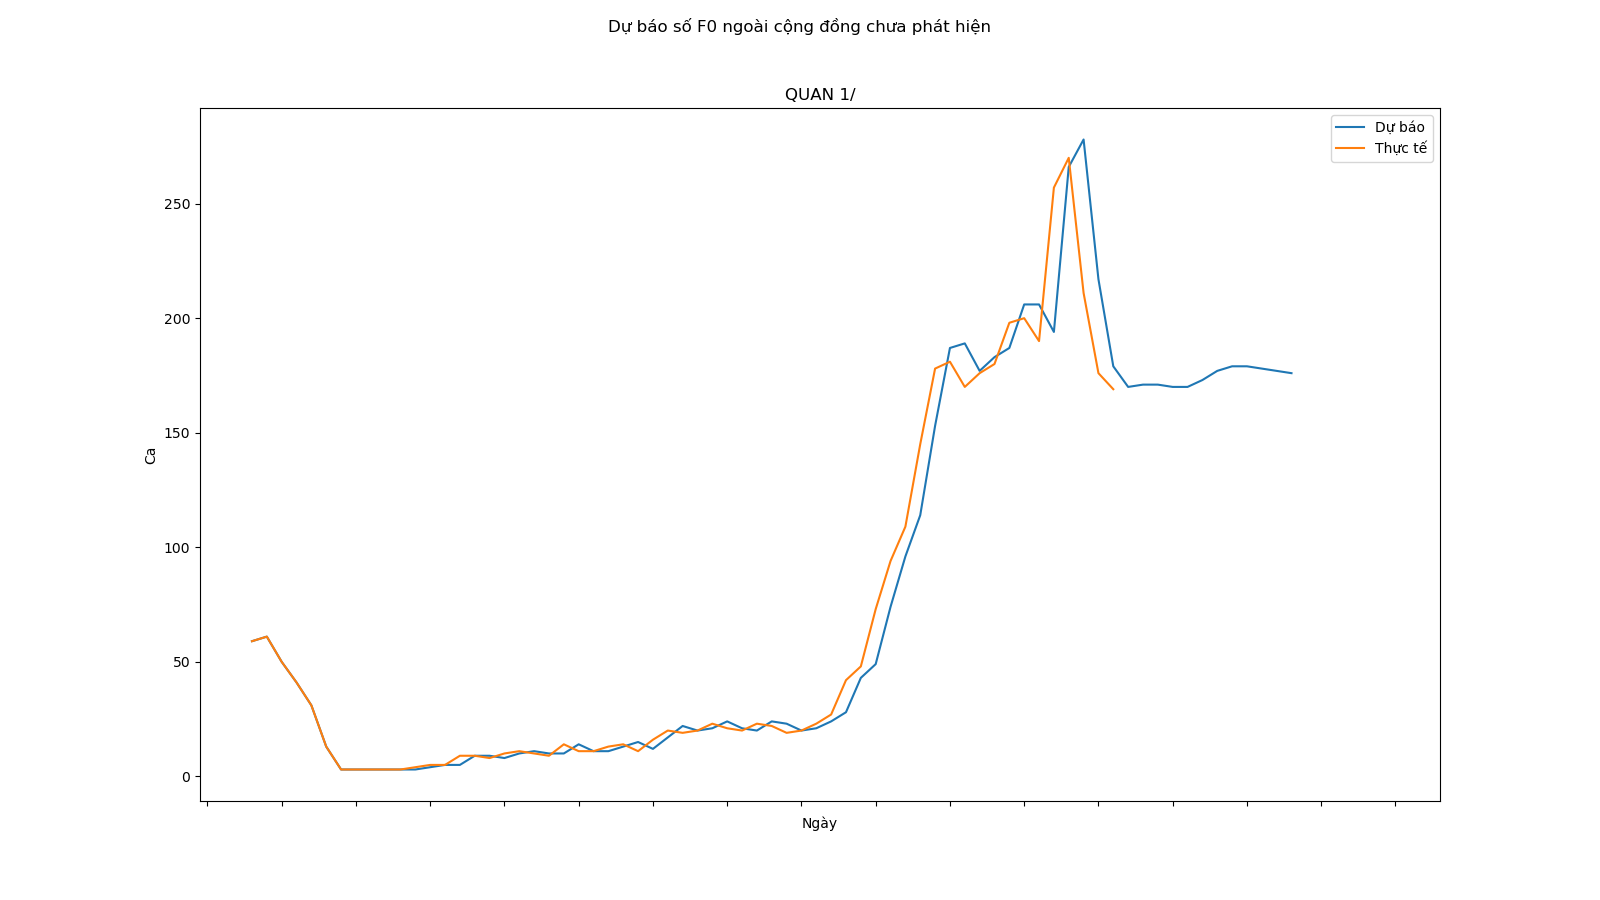 Dự báo số F0 ngoài cộng đồng chưa phát hiện
QUAN 1/
Dự báo
Thực tế
250
200
150
100
50
0
Ca
Ngày